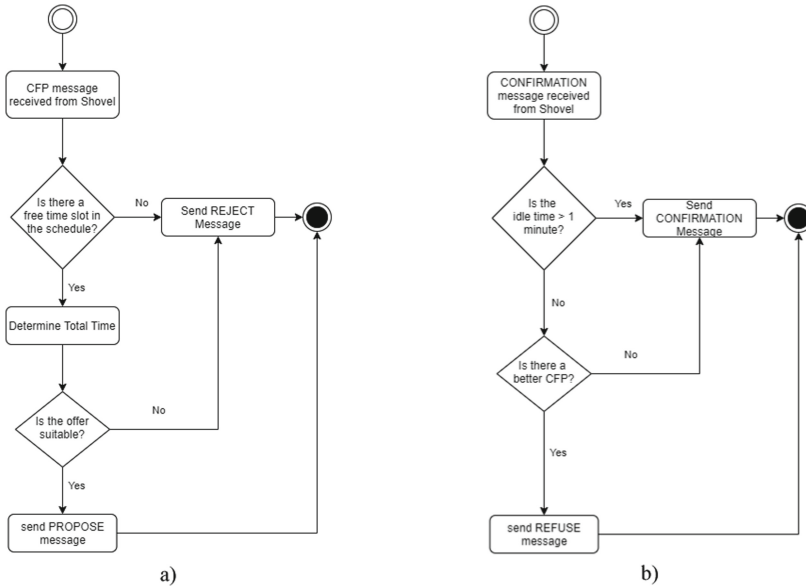 CFP message
received from Shovel
Is there a
free time slot in
the schedule?
No
Send REJECT
Message
Yes
Determine Total Time
Is the offer
suitable?
No
Yes
send PROPOSE
message
a)
CONFIRMATION
message received
from Shovel
Is the
idle time > 1
minute?
Yes
Send
CONFIRMATION
Message
No
Is there a
better CFP?
No
Yes
send REFUSE
message
b)